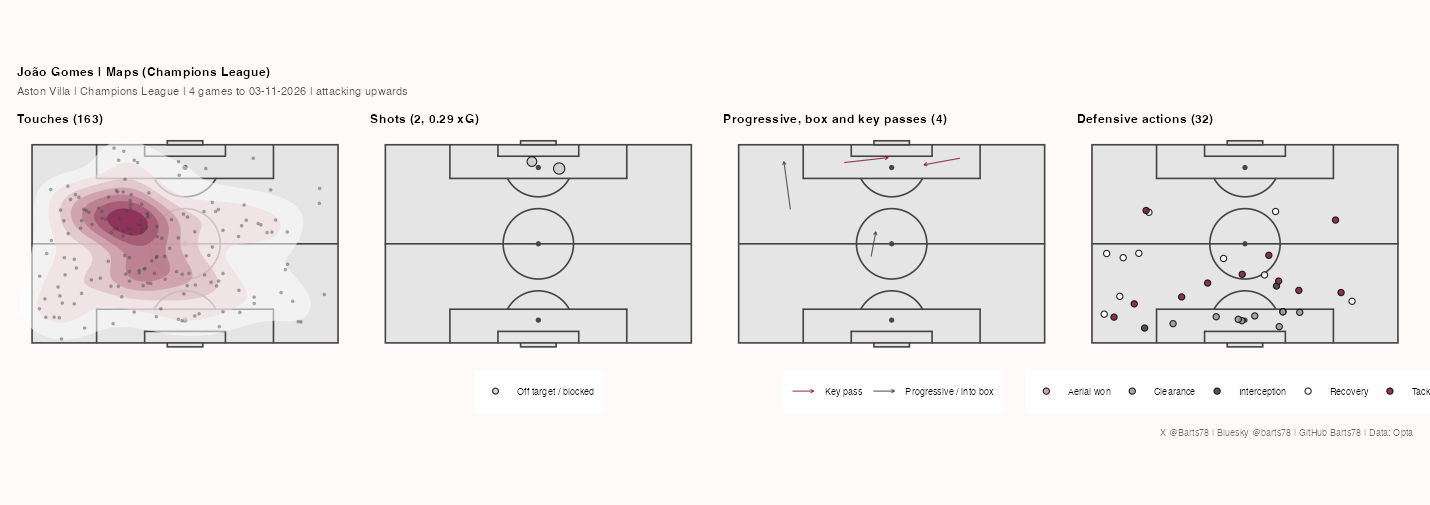 João Gomes | Maps (Champions League)
Aston Villa | Champions League | 4 games to 03-11-2026 | attacking upwards
Touches (163)
Shots (2, 0.29 xG)
Progressive, box and key passes (4)
Defensive actions (32)
Off target / blocked
Key pass
Progressive / into box
Aerial won
Clearance
Interception
Recovery
Tack
X @Barts78 | Bluesky @barts78 | GitHub Barts78 | Data: Opta